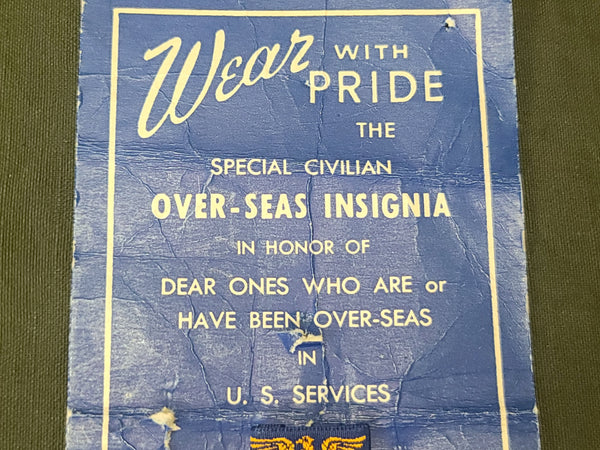 Wear WITH
PRIDE
THE
SPECIAL CIVILIAN
OVER-SEAS INSIGNIA
IN HONOR OF
DEAR ONES WHO ARE or
HAVE BEEN OVER-SEAS
IN
U. S. SERVICES